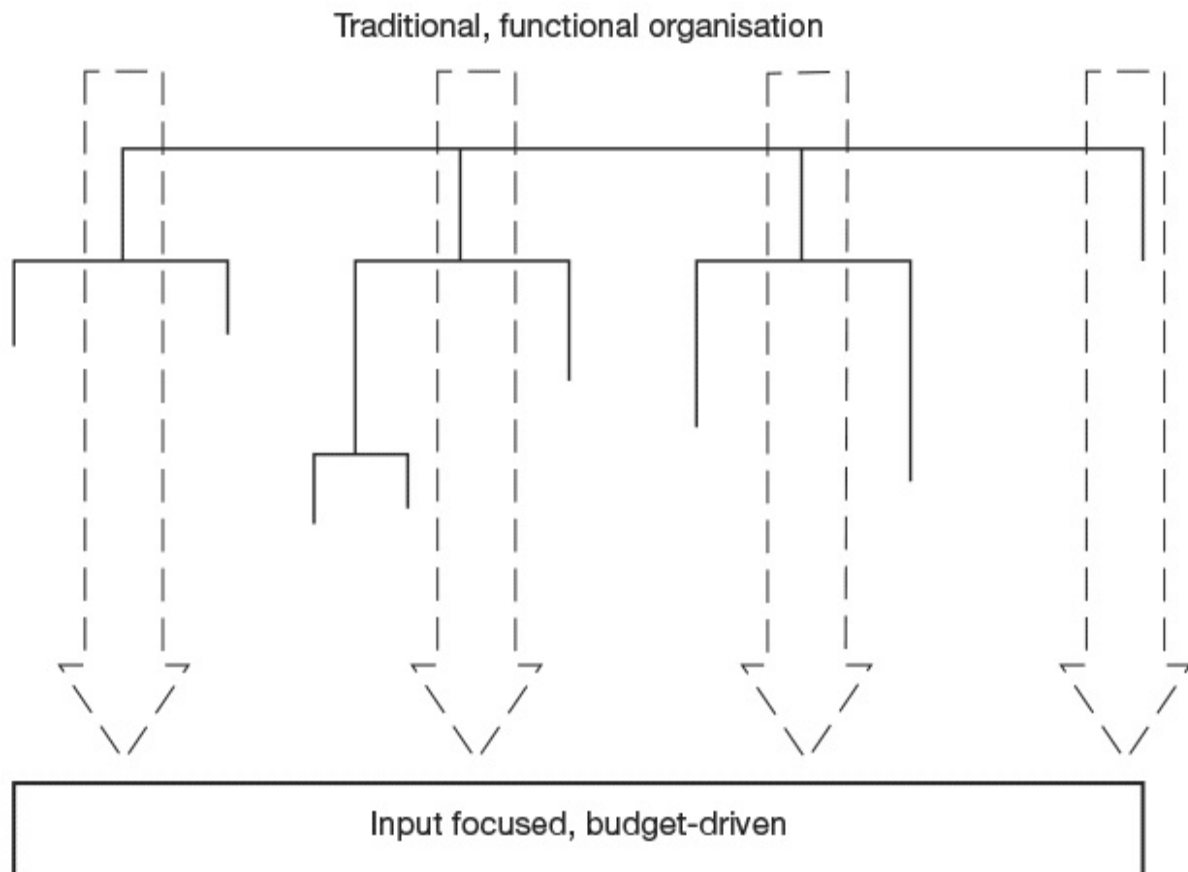 Traditional, functional organisation
Input focused, budget-driven